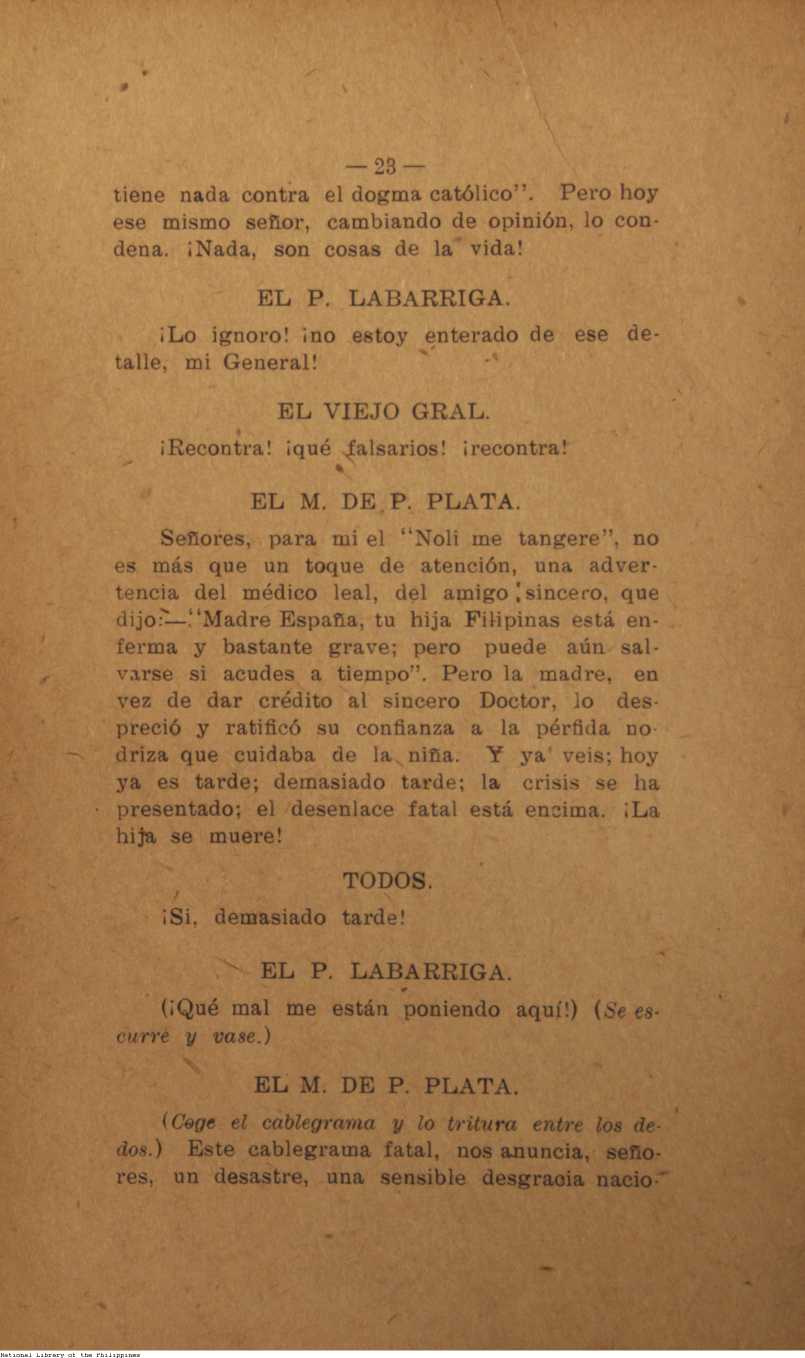 — 23 —
tiene nada contra el dogma católico". Pero hoy
ese mismo señor, cambiando de opinión, lo con-
dena. ¡Nada, son cosas de la vida!
EL P. LABARRIGA.
¡Lo ignoro! ¡no estoy enterado de ese de-
talle, mi General!
EL VIEJO GRAL.
¡Recontra! ¡qué falsarios! ¡recontra!
EL M. DE P. PLATA.
Señores, para mi el "Noli me tangere", no
es más que un toque de atención, una adver-
tencia del médico leal, del amigo sincero, que
dijo:—"Madre España, tu hija Filipinas está en-
ferma y bastante grave; pero puede aún sal-
varse si acudes a tiempo". Pero la madre, en
vez de dar crédito al sincero Doctor, lo des-
preció y ratificó su confianza a la pérfida no-
driza que cuidaba de la niña. Y ya veis; hoy
ya es tarde; demasiado tarde; la crisis se ha
presentado; el desenlace fatal está encima. ¡La
hija se muere!
TODOS.
¡Si, demasiado tarde!
EL P. LABARRIGA.
(¡Qué mal me están poniendo aquí!) (Se es-
curre y vase.)
EL M. DE P. PLATA.
(Coge el cablegrama y lo tritura entre los de-
dos.) Este cablegrama fatal, nos anuncia, seño-
res, un desastre, una sensible desgracia nacio-
National Library of the Philippines